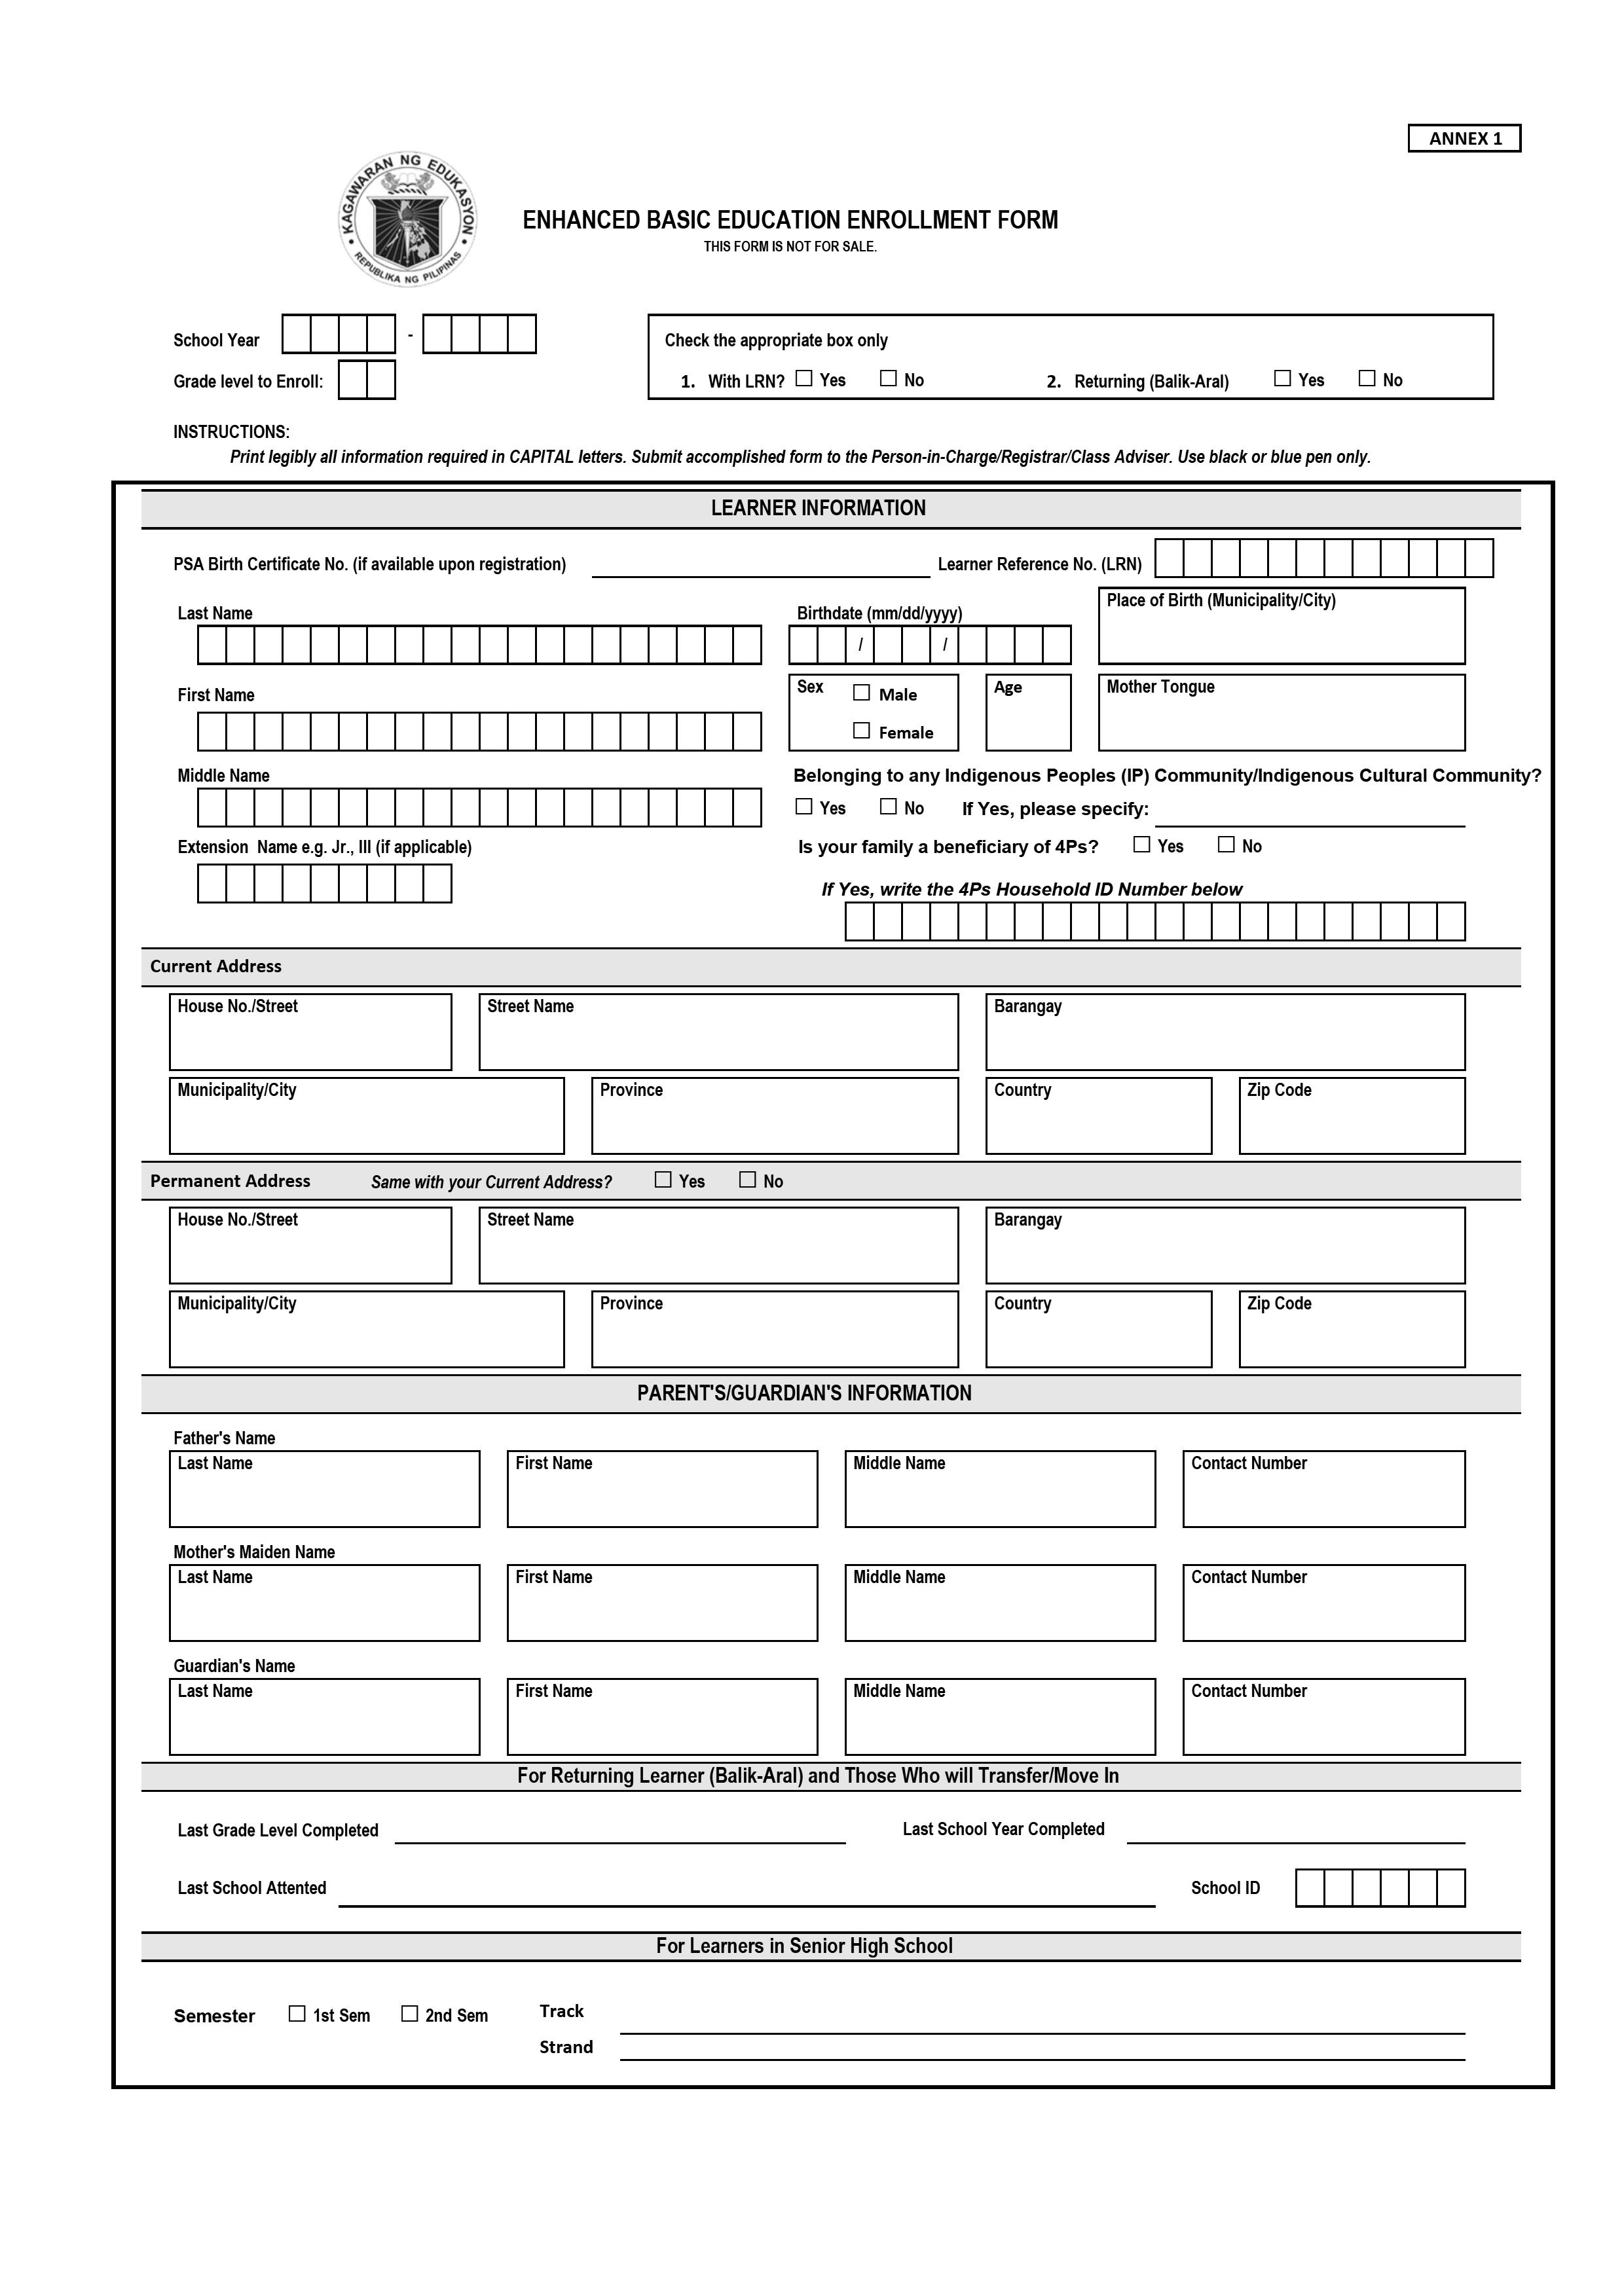 ANNEX 1
KAGAWARAN NG EDUKASYON
REPUBLIKA NG PILIPINAS
ENHANCED BASIC EDUCATION ENROLLMENT FORM
THIS FORM IS NOT FOR SALE.
School Year -
Check the appropriate box only
Grade level to Enroll:
1. With LRN? Yes No 2. Returning (Balik-Aral) Yes No
INSTRUCTIONS:
Print legibly all information required in CAPITAL letters. Submit accomplished form to the Person-in-Charge/Registrar/Class Adviser. Use black or blue pen only.
LEARNER INFORMATION
PSA Birth Certificate No. (if available upon registration) Learner Reference No. (LRN)
Last Name Birthdate (mm/dd/yyyy) Place of Birth (Municipality/City)
/ /
First Name Sex Male Age Mother Tongue
Female
Middle Name Belonging to any Indigenous Peoples (IP) Community/Indigenous Cultural Community?
Yes No If Yes, please specify:
Extension Name e.g. Jr., III (if applicable) Is your family a beneficiary of 4Ps? Yes No
If Yes, write the 4Ps Household ID Number below
Current Address
House No./Street Street Name Barangay
Municipality/City Province Country Zip Code
Permanent Address Same with your Current Address? Yes No
House No./Street Street Name Barangay
Municipality/City Province Country Zip Code
PARENT'S/GUARDIAN'S INFORMATION
Father's Name
Last Name First Name Middle Name Contact Number
Mother's Maiden Name
Last Name First Name Middle Name Contact Number
Guardian's Name
Last Name First Name Middle Name Contact Number
For Returning Learner (Balik-Aral) and Those Who will Transfer/Move In
Last Grade Level Completed Last School Year Completed
Last School Attented School ID
For Learners in Senior High School
Semester 1st Sem 2nd Sem Track
Strand